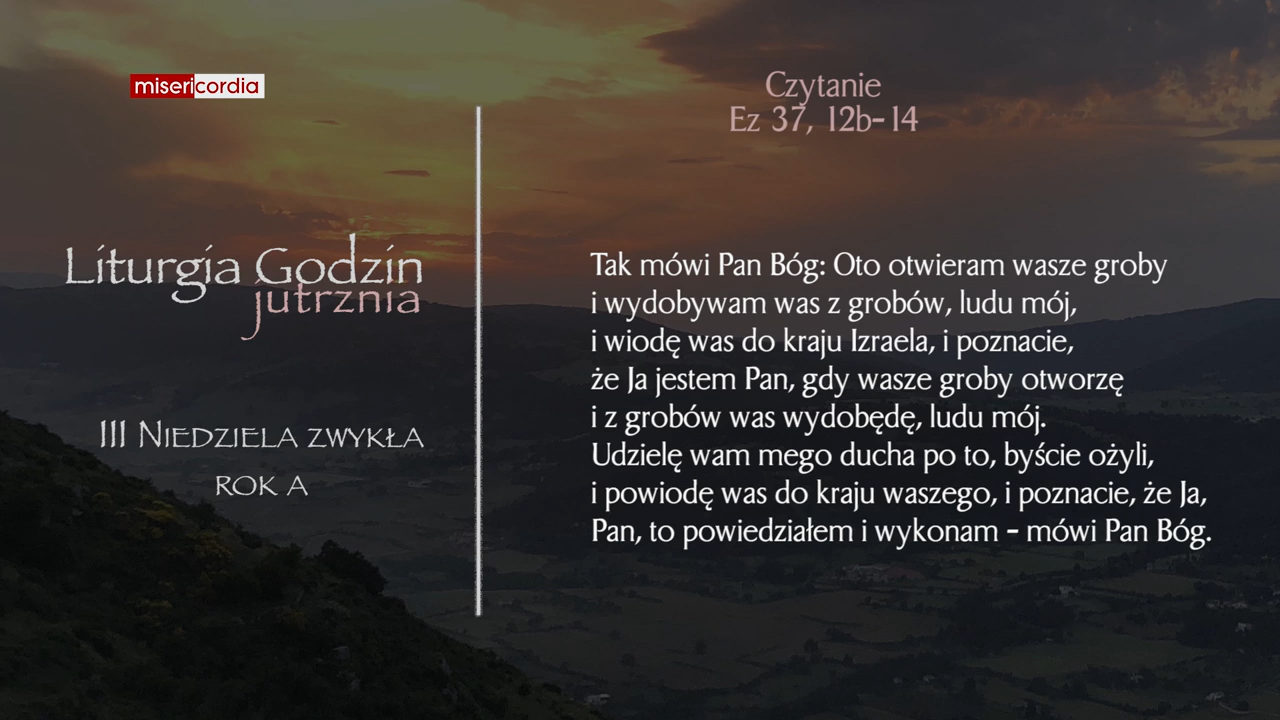 misericordia
Liturgia Godzin
jutrznia
III Niedziela zwykła
rok A
Czytanie
Ez 37, 12b-14
Tak mówi Pan Bóg: Oto otwieram wasze groby
i wydobywam was z grobów, ludu mój,
i wiodę was do kraju Izraela, i poznacie,
że Ja jestem Pan, gdy wasze groby otworzę
i z grobów was wydobędę, ludu mój.
Udzielę wam mego ducha po to, byście ożyli,
i powiodę was do kraju waszego, i poznacie, że Ja,
Pan, to powiedziałem i wykonam - mówi Pan Bóg.